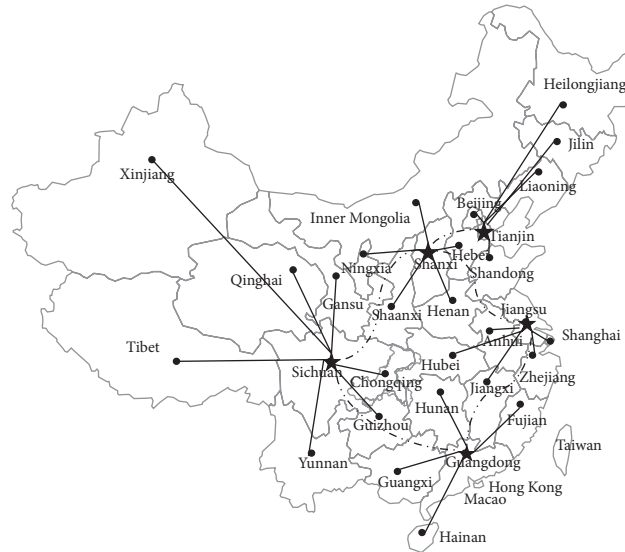 Heilongjiang
Jilin
Xinjiang
Liaoning
Beijing
Inner Mongolia
Tianjin
Hebei
Shanxi
Ningxia
Shandong
Qinghai
Gansu
Shaanxi
Henan
Jiangsu
Anhui
Shanghai
Tibet
Hubei
Sichuan
Chongqing
Zhejiang
Jiangxi
Hunan
Fujian
Guizhou
Taiwan
Yunnan
Guangdong
Guangxi
Hong Kong
Macao
Hainan